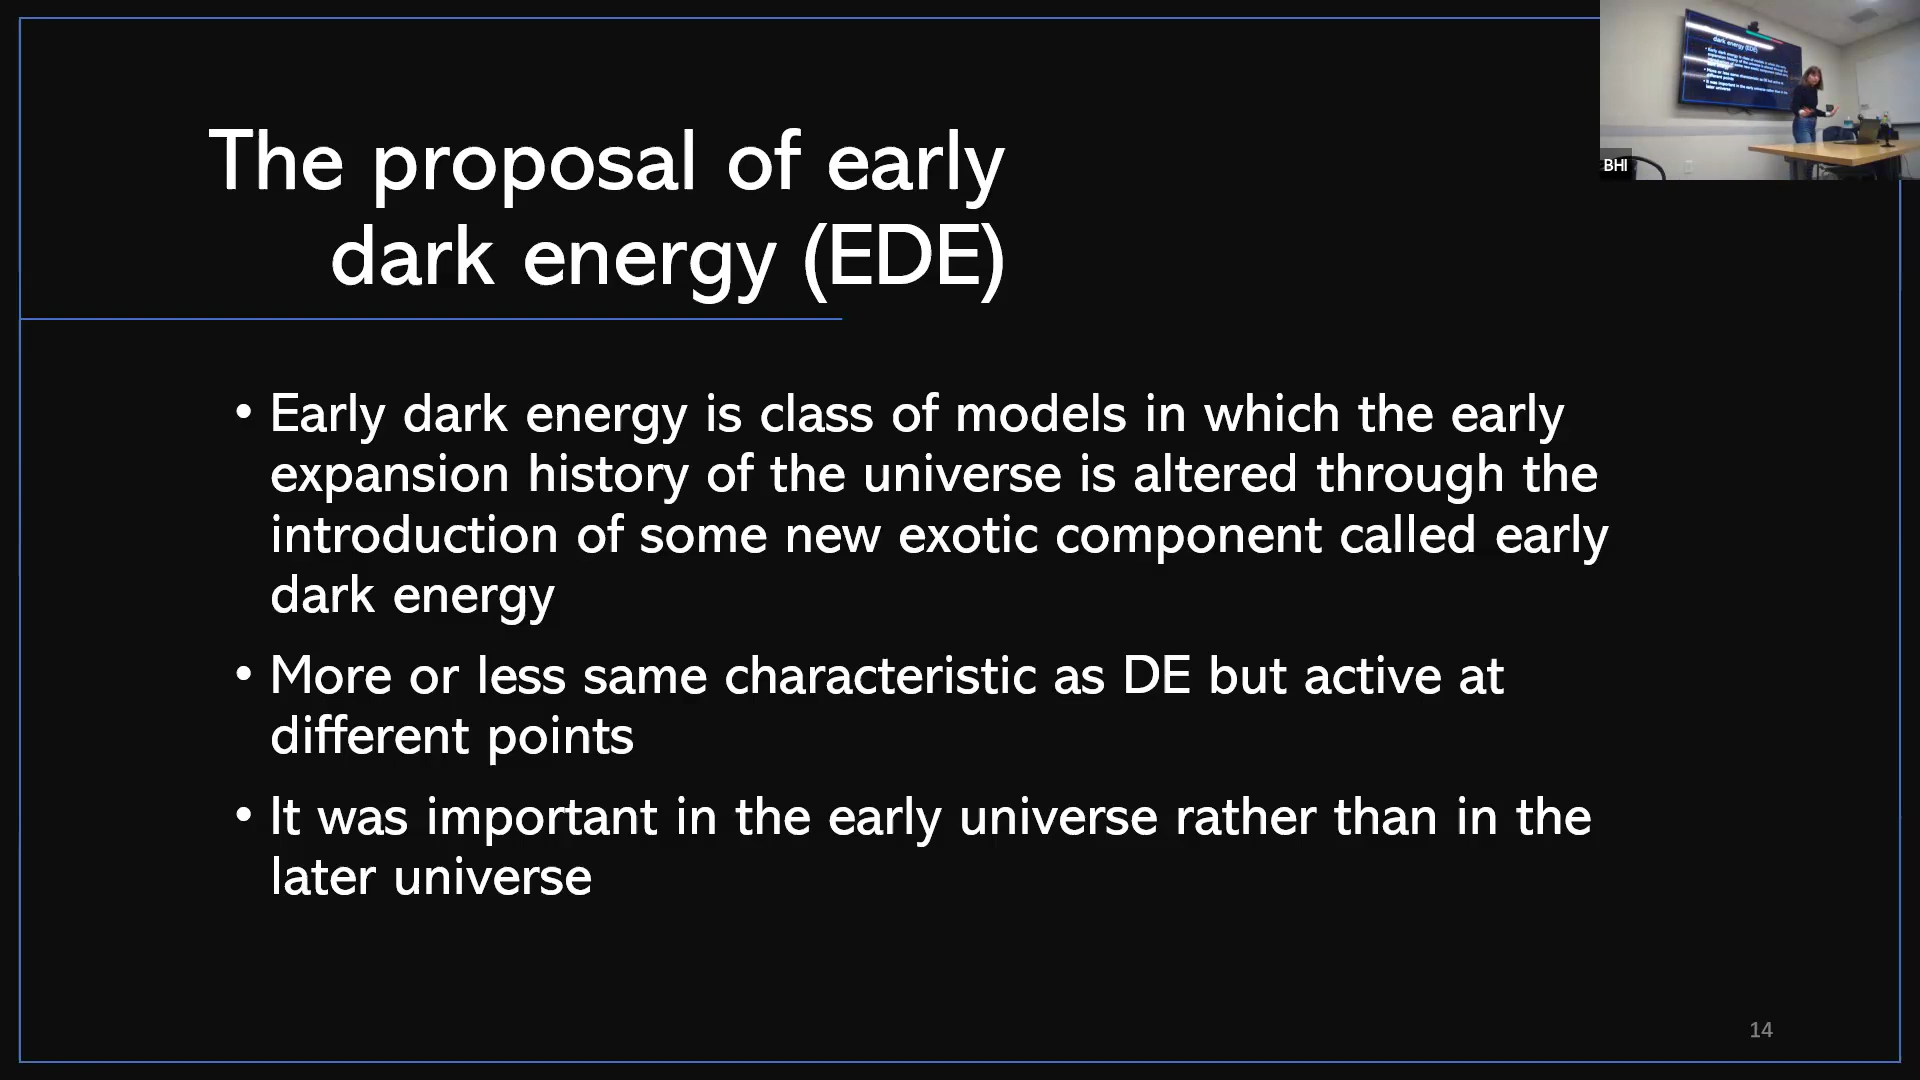 The proposal of early
dark energy (EDE)
• Early dark energy is class of models in which the early
expansion history of the universe is altered through the
introduction of some new exotic component called early
dark energy
• More or less same characteristic as DE but active at
different points
• It was important in the early universe rather than in the
later universe
14
BHI